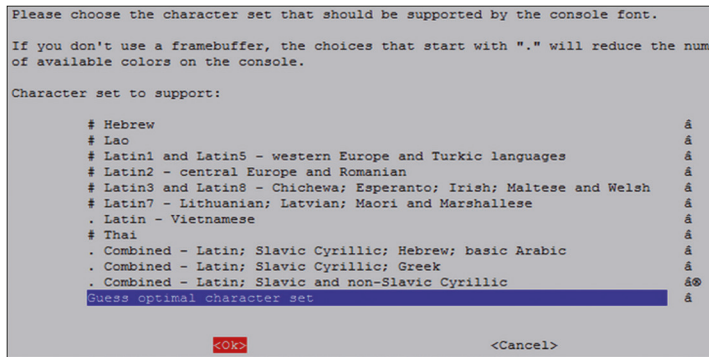 Please choose the character set that should be supported by the console font.
If you don't use a framebuffer, the choices that start with "." will reduce the num
of available colors on the console.
Character set to support:
# Hebrew â
# Lao â
# Latin1 and Latin5 - western Europe and Turkic languages â
# Latin2 - central Europe and Romanian â
# Latin3 and Latin8 - Chichewa; Esperanto; Irish; Maltese and Welsh â
# Latin7 - Lithuanian; Latvian; Maori and Marshallese â
. Latin - Vietnamese â
# Thai â
. Combined - Latin; Slavic Cyrillic; Hebrew; basic Arabic â
. Combined - Latin; Slavic Cyrillic; Greek â
. Combined - Latin; Slavic and non-Slavic Cyrillic â®
Guess optimal character set â
<Ok> <Cancel>